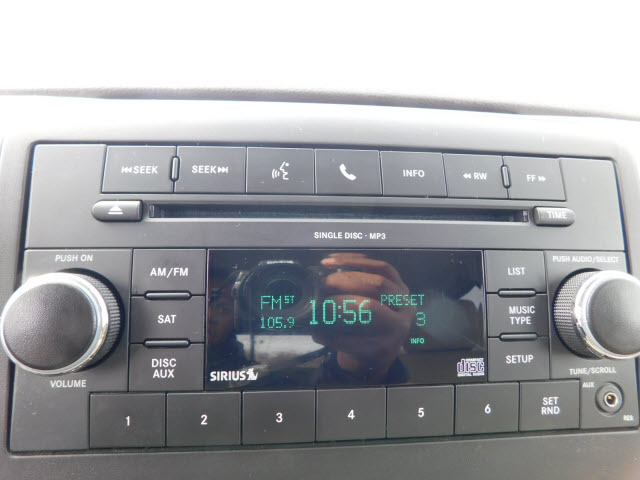 SEEK SEEK INFO RW FF
TIME
SINGLE DISC · MP3
PUSH ON AM/FM LIST PUSH AUDIO/SELECT
FM ST 10:56 PRESET
105.9 3
SAT MUSIC TYPE
INFO
DISC AUX SIRIUS disc SETUP
VOLUME TUNE/SCROLL
1 2 3 4 5 6 SET RND AUX
RES